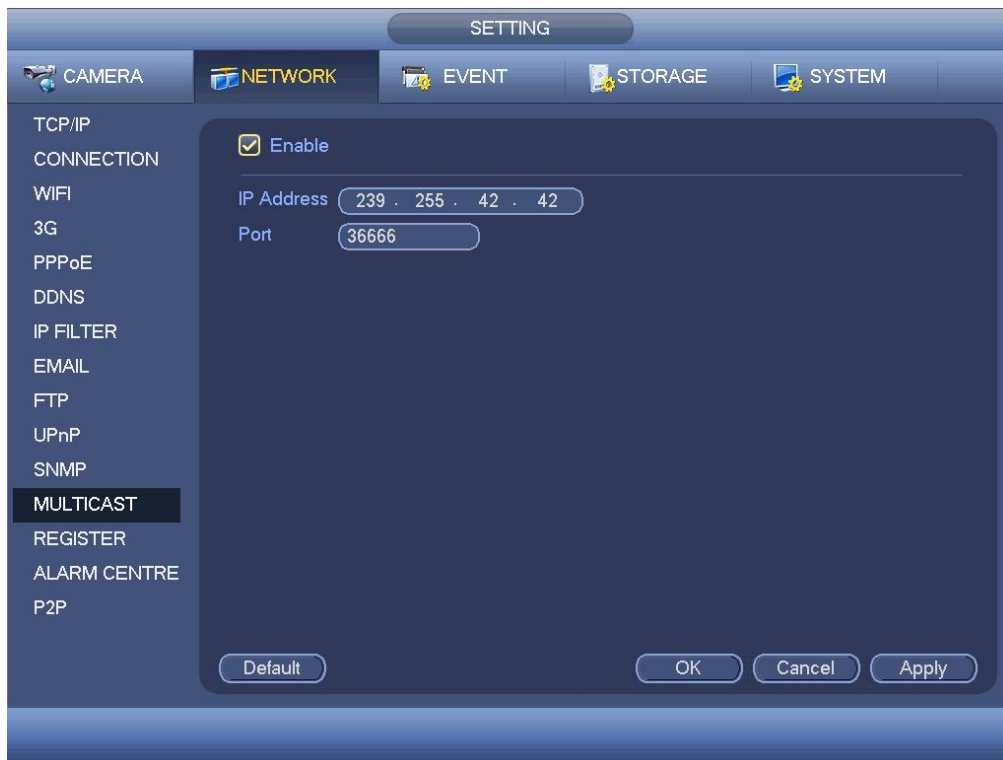 SETTING
CAMERA NETWORK EVENT STORAGE SYSTEM
TCP/IP
CONNECTION
WIFI
3G
PPPoE
DDNS
IP FILTER
EMAIL
FTP
UPnP
SNMP
MULTICAST
REGISTER
ALARM CENTRE
P2P
Enable
IP Address 239 . 255 . 42 . 42
Port 36666
Default OK Cancel Apply